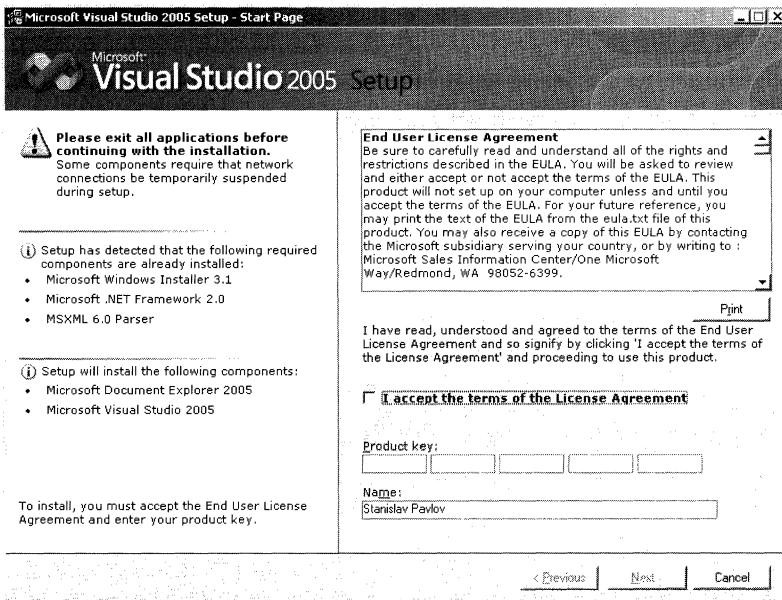 Microsoft Visual Studio 2005 Setup - Start Page
Microsoft
Visual Studio 2005 Setup
Please exit all applications before
continuing with the installation.
Some components require that network
connections be temporarily suspended
during setup.
Setup has detected that the following required
components are already installed:
• Microsoft Windows Installer 3.1
• Microsoft .NET Framework 2.0
• MSXML 6.0 Parser
Setup will install the following components:
• Microsoft Document Explorer 2005
• Microsoft Visual Studio 2005
To install, you must accept the End User License
Agreement and enter your product key.
End User License Agreement
Be sure to carefully read and understand all of the rights and
restrictions described in the EULA. You will be asked to review
and either accept or not accept the terms of the EULA. This
product will not set up on your computer unless and until you
accept the terms of the EULA. For your future reference, you
may print the text of the EULA from the eula.txt file of this
product. You may also receive a copy of this EULA by contacting
the Microsoft subsidiary serving your country, or by writing to :
Microsoft Sales Information Center/One Microsoft
Way/Redmond, WA 98052-6399.
Print
I have read, understood and agreed to the terms of the End User
License Agreement and so signify by clicking 'I accept the terms of
the License Agreement' and proceeding to use this product.
I accept the terms of the License Agreement
Product key:
Name:
Stanislav Pavlov
< Previous
Next
Cancel